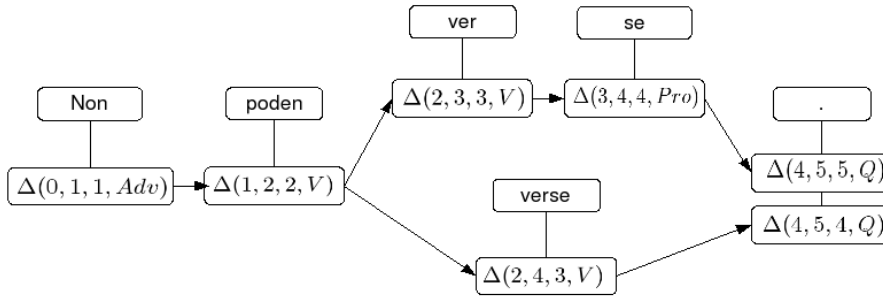 ver
se
Δ(2, 3, 3, V)
Δ(3, 4, 4, Pro)
Non
poden
.
Δ(0, 1, 1, Adv)
Δ(1, 2, 2, V)
Δ(4, 5, 5, Q)
verse
Δ(4, 5, 4, Q)
Δ(2, 4, 3, V)